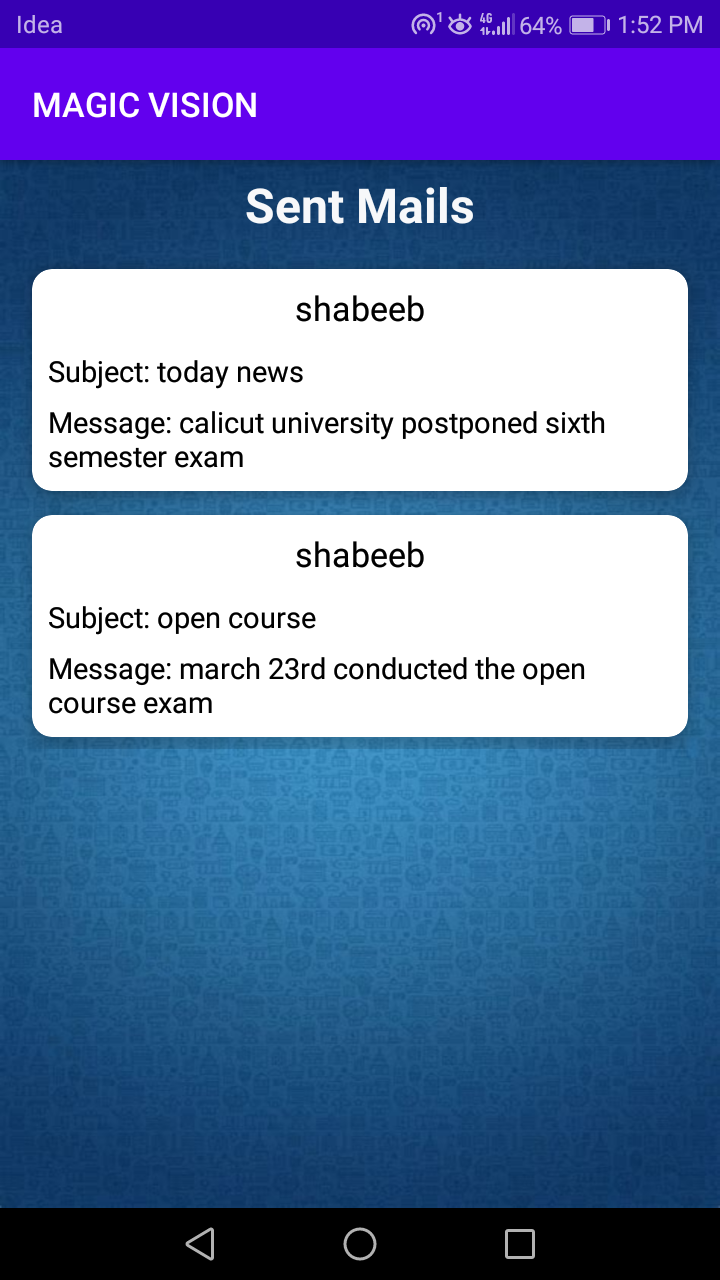 Idea 1 4G 64% 1:52 PM
MAGIC VISION
Sent Mails
shabeeb
Subject: today news
Message: calicut university postponed sixth
semester exam
shabeeb
Subject: open course
Message: march 23rd conducted the open
course exam